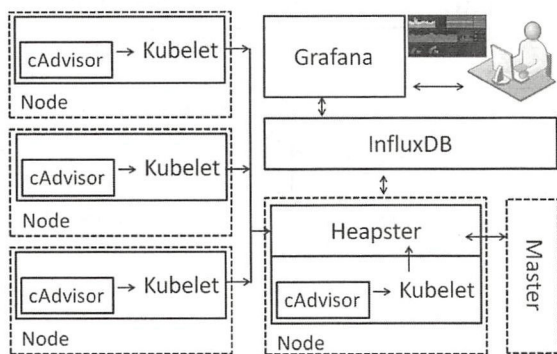 cAdvisor
Kubelet
Node
cAdvisor
Kubelet
Node
cAdvisor
Kubelet
Node
Grafana
InfluxDB
Heapster
cAdvisor
Kubelet
Node
Master